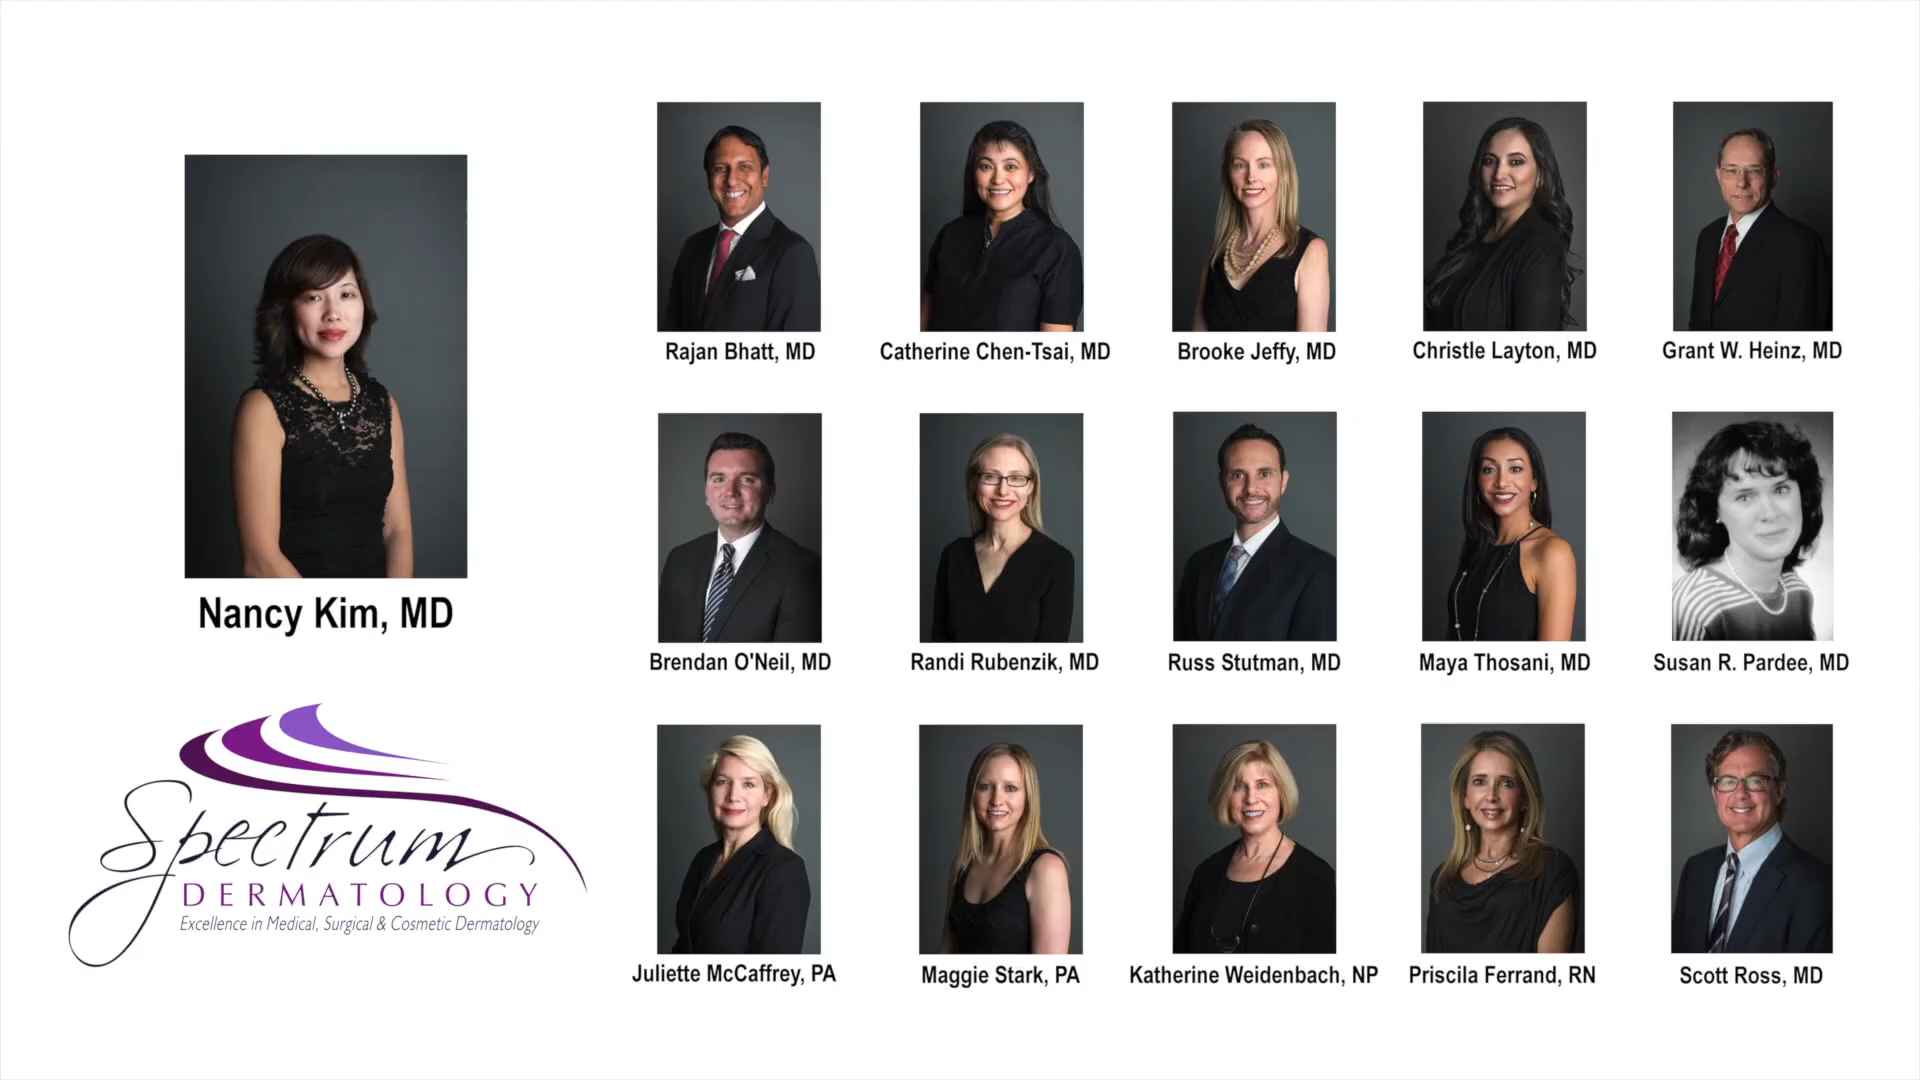 Nancy Kim, MD
Spectrum
DERMATOLOGY
Excellence in Medical, Surgical & Cosmetic Dermatology
Rajan Bhatt, MD
Catherine Chen-Tsai, MD
Brooke Jeffy, MD
Christle Layton, MD
Grant W. Heinz, MD
Brendan O'Neil, MD
Randi Rubenzik, MD
Russ Stutman, MD
Maya Thosani, MD
Susan R. Pardee, MD
Juliette McCaffrey, PA
Maggie Stark, PA
Katherine Weidenbach, NP
Priscila Ferrand, RN
Scott Ross, MD